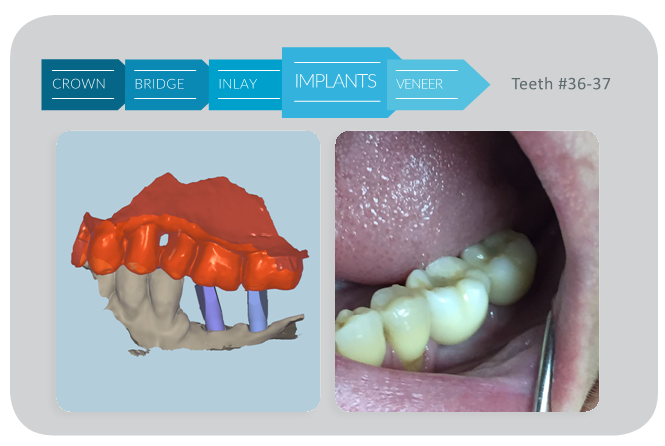 CROWN
BRIDGE
INLAY
IMPLANTS
VENEER
Teeth #36-37